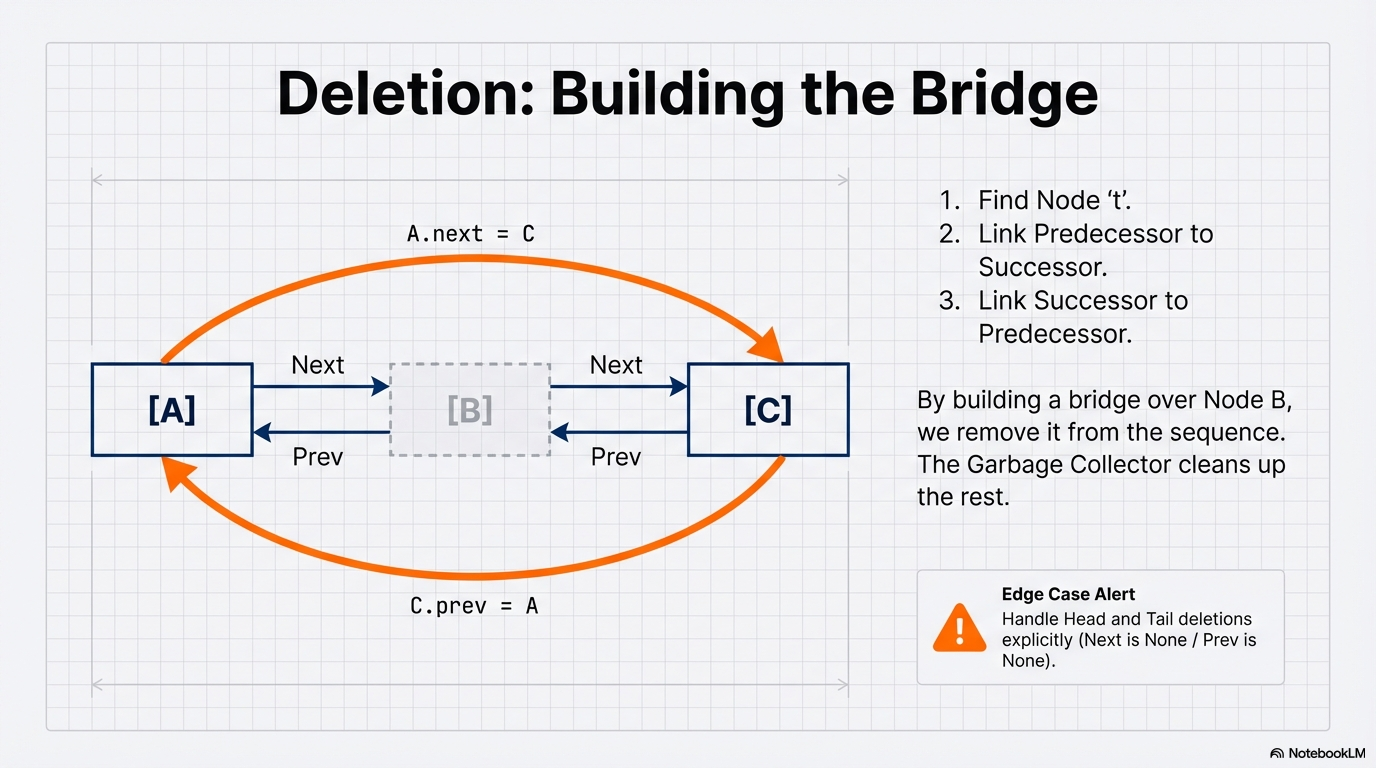 Deletion: Building the Bridge
A.next = C
Next
Next
[A]
[B]
[C]
Prev
Prev
C.prev = A
1. Find Node ‘t’.
2. Link Predecessor to
Successor.
3. Link Successor to
Predecessor.
By building a bridge over Node B,
we remove it from the sequence.
The Garbage Collector cleans up
the rest.
Edge Case Alert
Handle Head and Tail deletions
explicitly (Next is None / Prev is
None).
NotebookLM